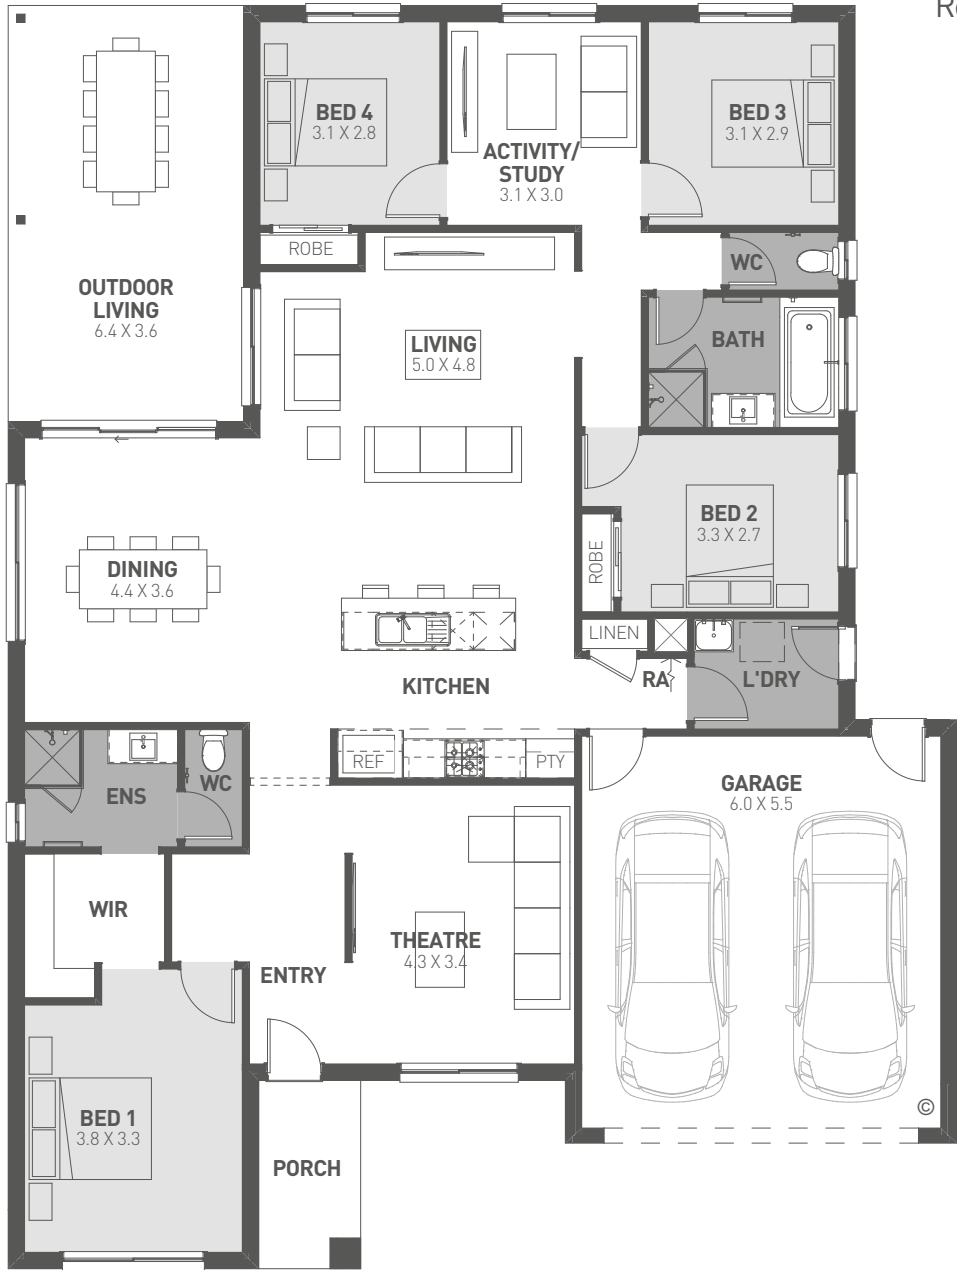 BED 4
3.1 X 2.8
ACTIVITY/
STUDY
3.1 X 3.0
BED 3
3.1 X 2.9
ROBE
WC
OUTDOOR
LIVING
6.4 X 3.6
LIVING
5.0 X 4.8
BATH
BED 2
3.3 X 2.7
ROBE
DINING
4.4 X 3.6
LINEN
KITCHEN
RA
L'DRY
REF
PTY
WC
ENS
GARAGE
6.0 X 5.5
WIR
THEATRE
4.3 X 3.4
ENTRY
BED 1
3.8 X 3.3
PORCH
©